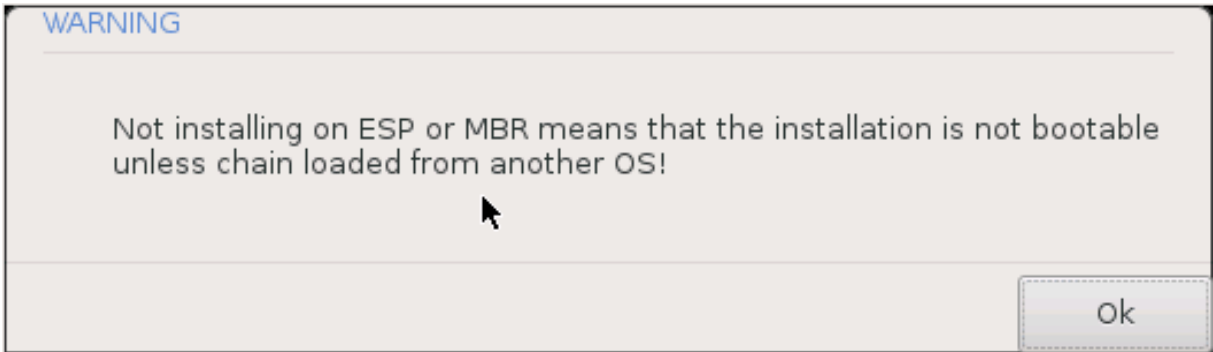 WARNING
Not installing on ESP or MBR means that the installation is not bootable
unless chain loaded from another OS!
Ok